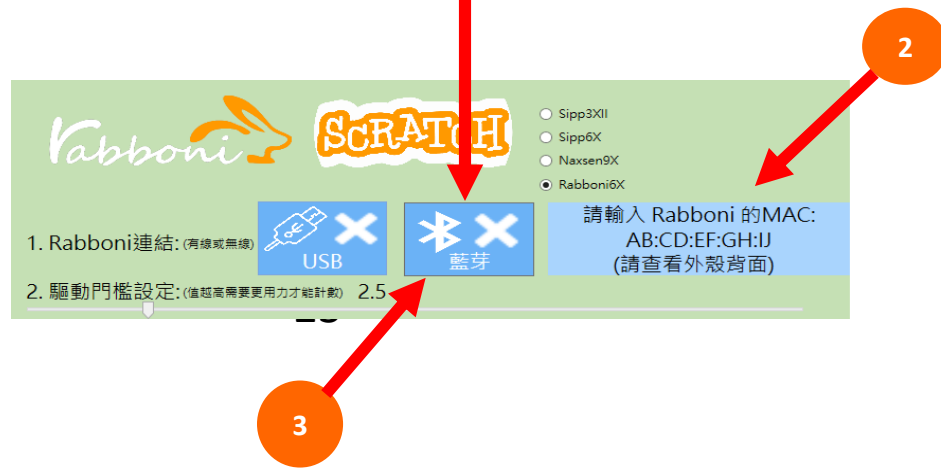 2
rabboni
SCRATCH
Sipp3XII
Sipp6X
Naxsen9X
Rabboni6X
1. Rabboni連結: (有線或無線)
USB
藍芽
請輸入 Rabboni 的MAC:
AB:CD:EF:GH:IJ
(請查看外殼背面)
2. 驅動門檻設定: (值越高需要更用力才能計數) 2.5
3